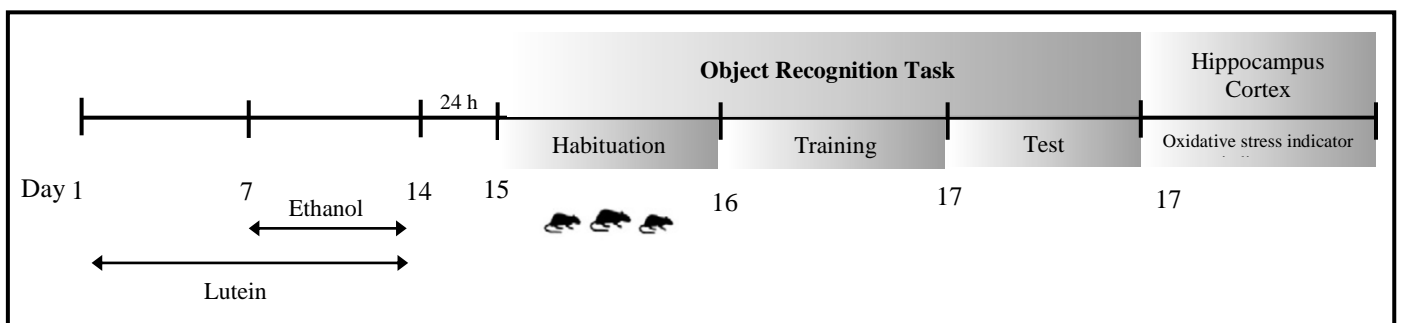 Object Recognition Task
Hippocampus
Cortex
24 h
Habituation
Training
Test
Oxidative stress indicator
Day 1
7
14
15
16
17
17
Ethanol
Lutein